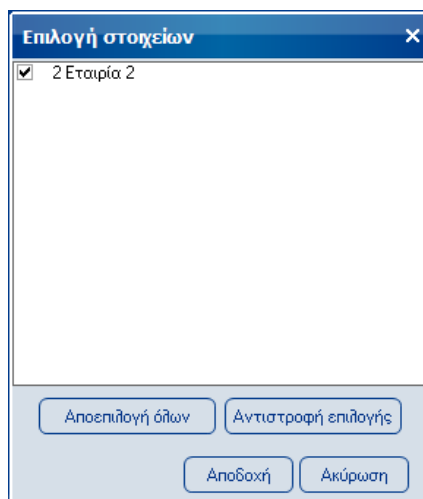 Επιλογή στοιχείων
2 Εταιρία 2
Αποεπιλογή όλων
Αντιστροφή επιλογής
Αποδοχή
Ακύρωση